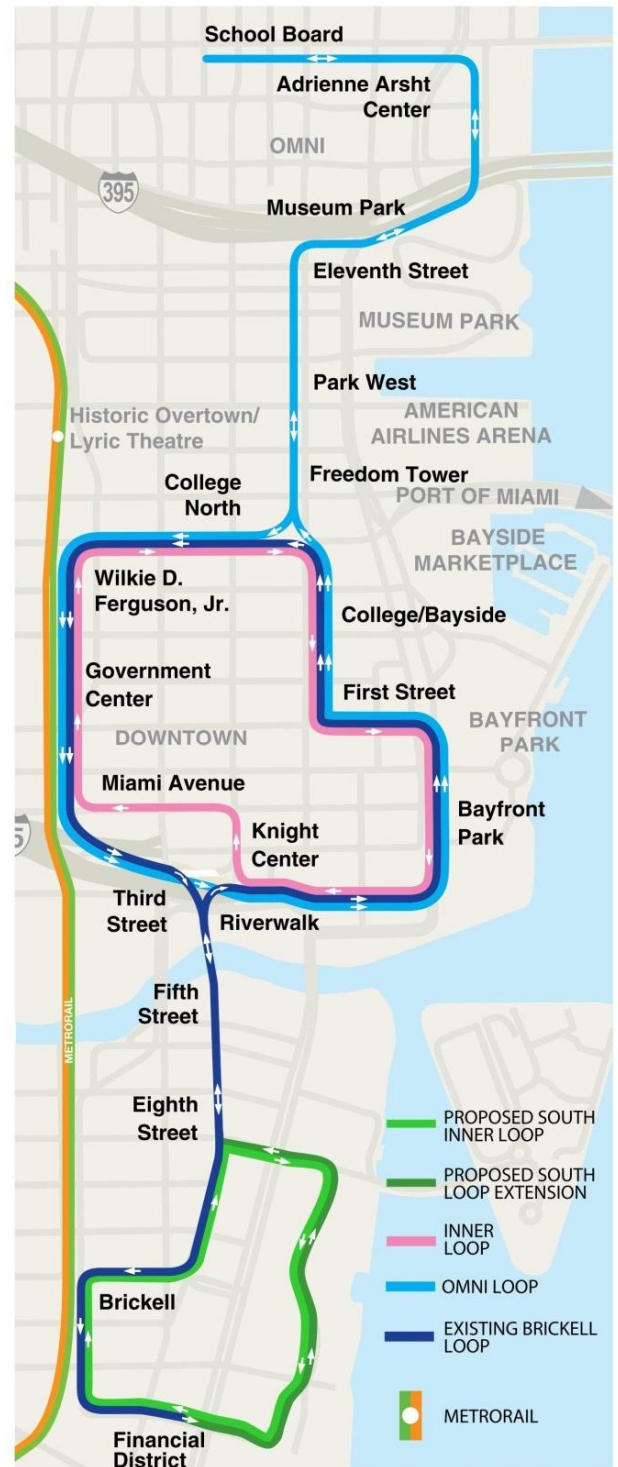 School Board
Adrienne Arsht
Center
OMNI
395
Museum Park
Eleventh Street
MUSEUM PARK
Park West
Historic Overtown/
Lyric Theatre
AMERICAN
AIRLINES ARENA
College
North
Freedom Tower
PORT OF MIAMI
BAYSIDE
MARKETPLACE
Wilkie D.
Ferguson, Jr.
College/Bayside
Government
Center
First Street
DOWNTOWN
BAYFRONT
PARK
Miami Avenue
Bayfront
Park
Knight
Center
5
Third
Street
Riverwalk
METRORAIL
Fifth
Street
Eighth
Street
PROPOSED SOUTH
INNER LOOP
PROPOSED SOUTH
LOOP EXTENSION
INNER
LOOP
OMNI LOOP
Brickell
EXISTING BRICKELL
LOOP
METRORAIL
Financial
District